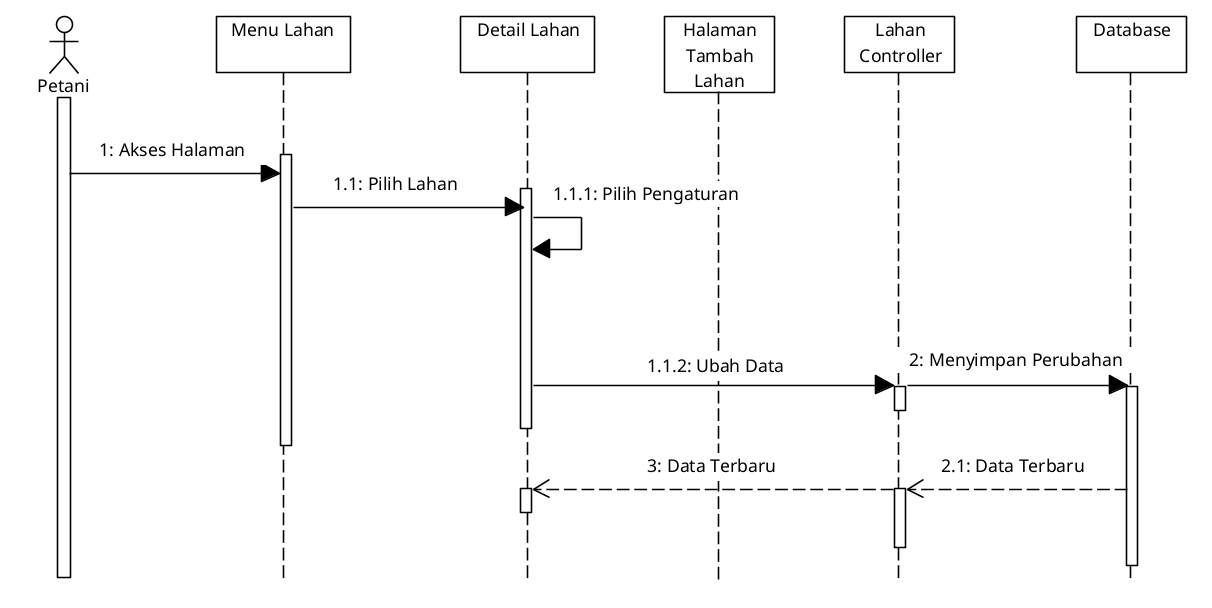 Petani
Menu Lahan
Detail Lahan
Halaman
Tambah
Lahan
Lahan
Controller
Database
1: Akses Halaman
1.1: Pilih Lahan
1.1.1: Pilih Pengaturan
1.1.2: Ubah Data
2: Menyimpan Perubahan
3: Data Terbaru
2.1: Data Terbaru